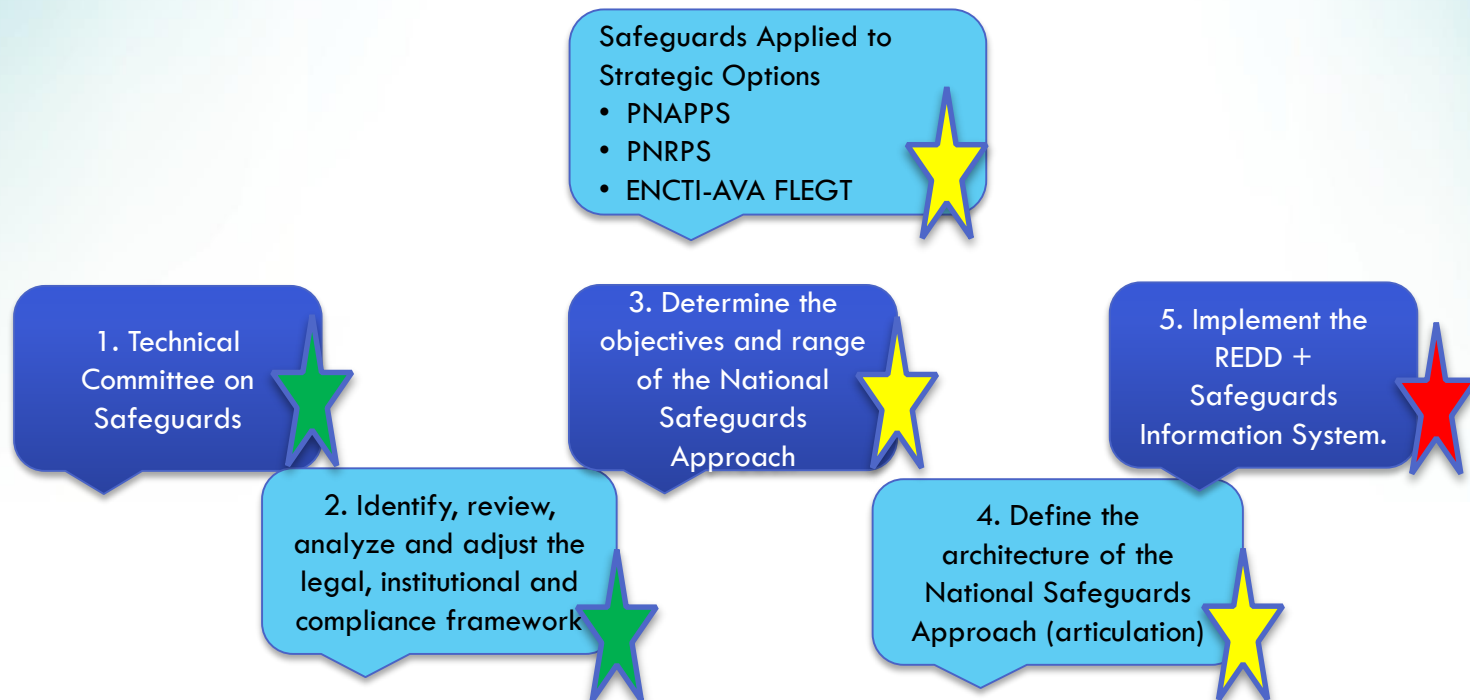 Safeguards Applied to
Strategic Options
• PNAPPS
• PNRPS
• ENCTI-AVA FLEGT
1. Technical
Committee on
Safeguards
2. Identify, review,
analyze and adjust the
legal, institutional and
compliance framework
3. Determine the
objectives and range
of the National
Safeguards
Approach
4. Define the
architecture of the
National Safeguards
Approach (articulation)
5. Implement the
REDD +
Safeguards
Information System.